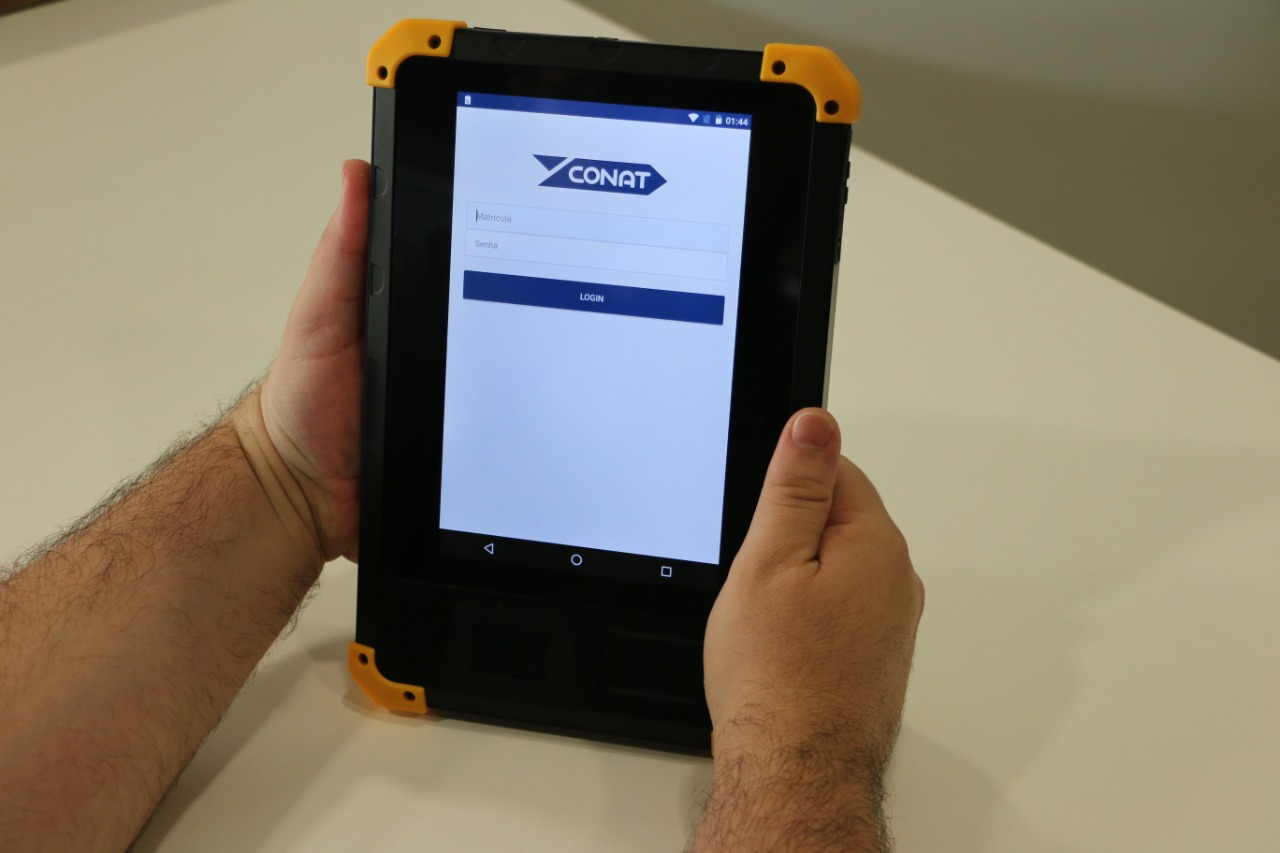 01:44
CONAT
Matrícula
Senha
LOGIN